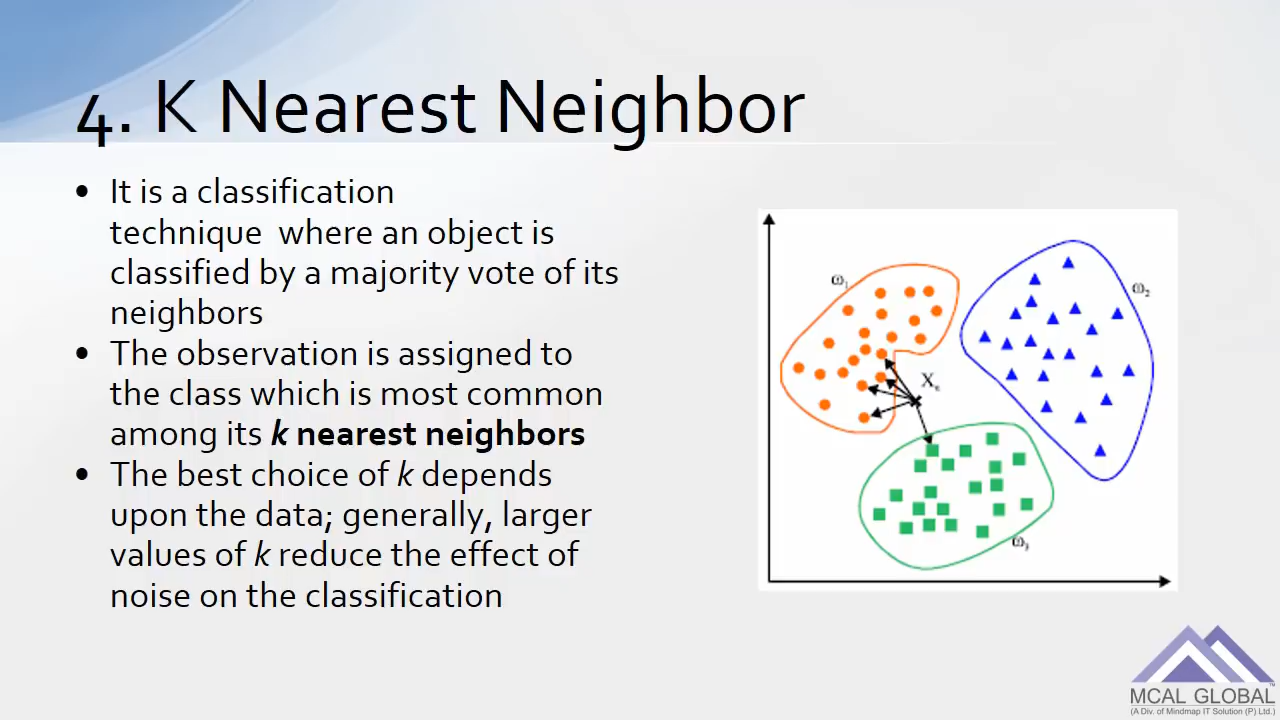 4. K Nearest Neighbor
• It is a classification
technique where an object is
classified by a majority vote of its
neighbors
• The observation is assigned to
the class which is most common
among its k nearest neighbors
• The best choice of k depends
upon the data; generally, larger
values of k reduce the effect of
noise on the classification
ω1
ω2
Xu
ω3
MCAL GLOBAL
(A Div. of Mindmap IT Solution (P) Ltd.)